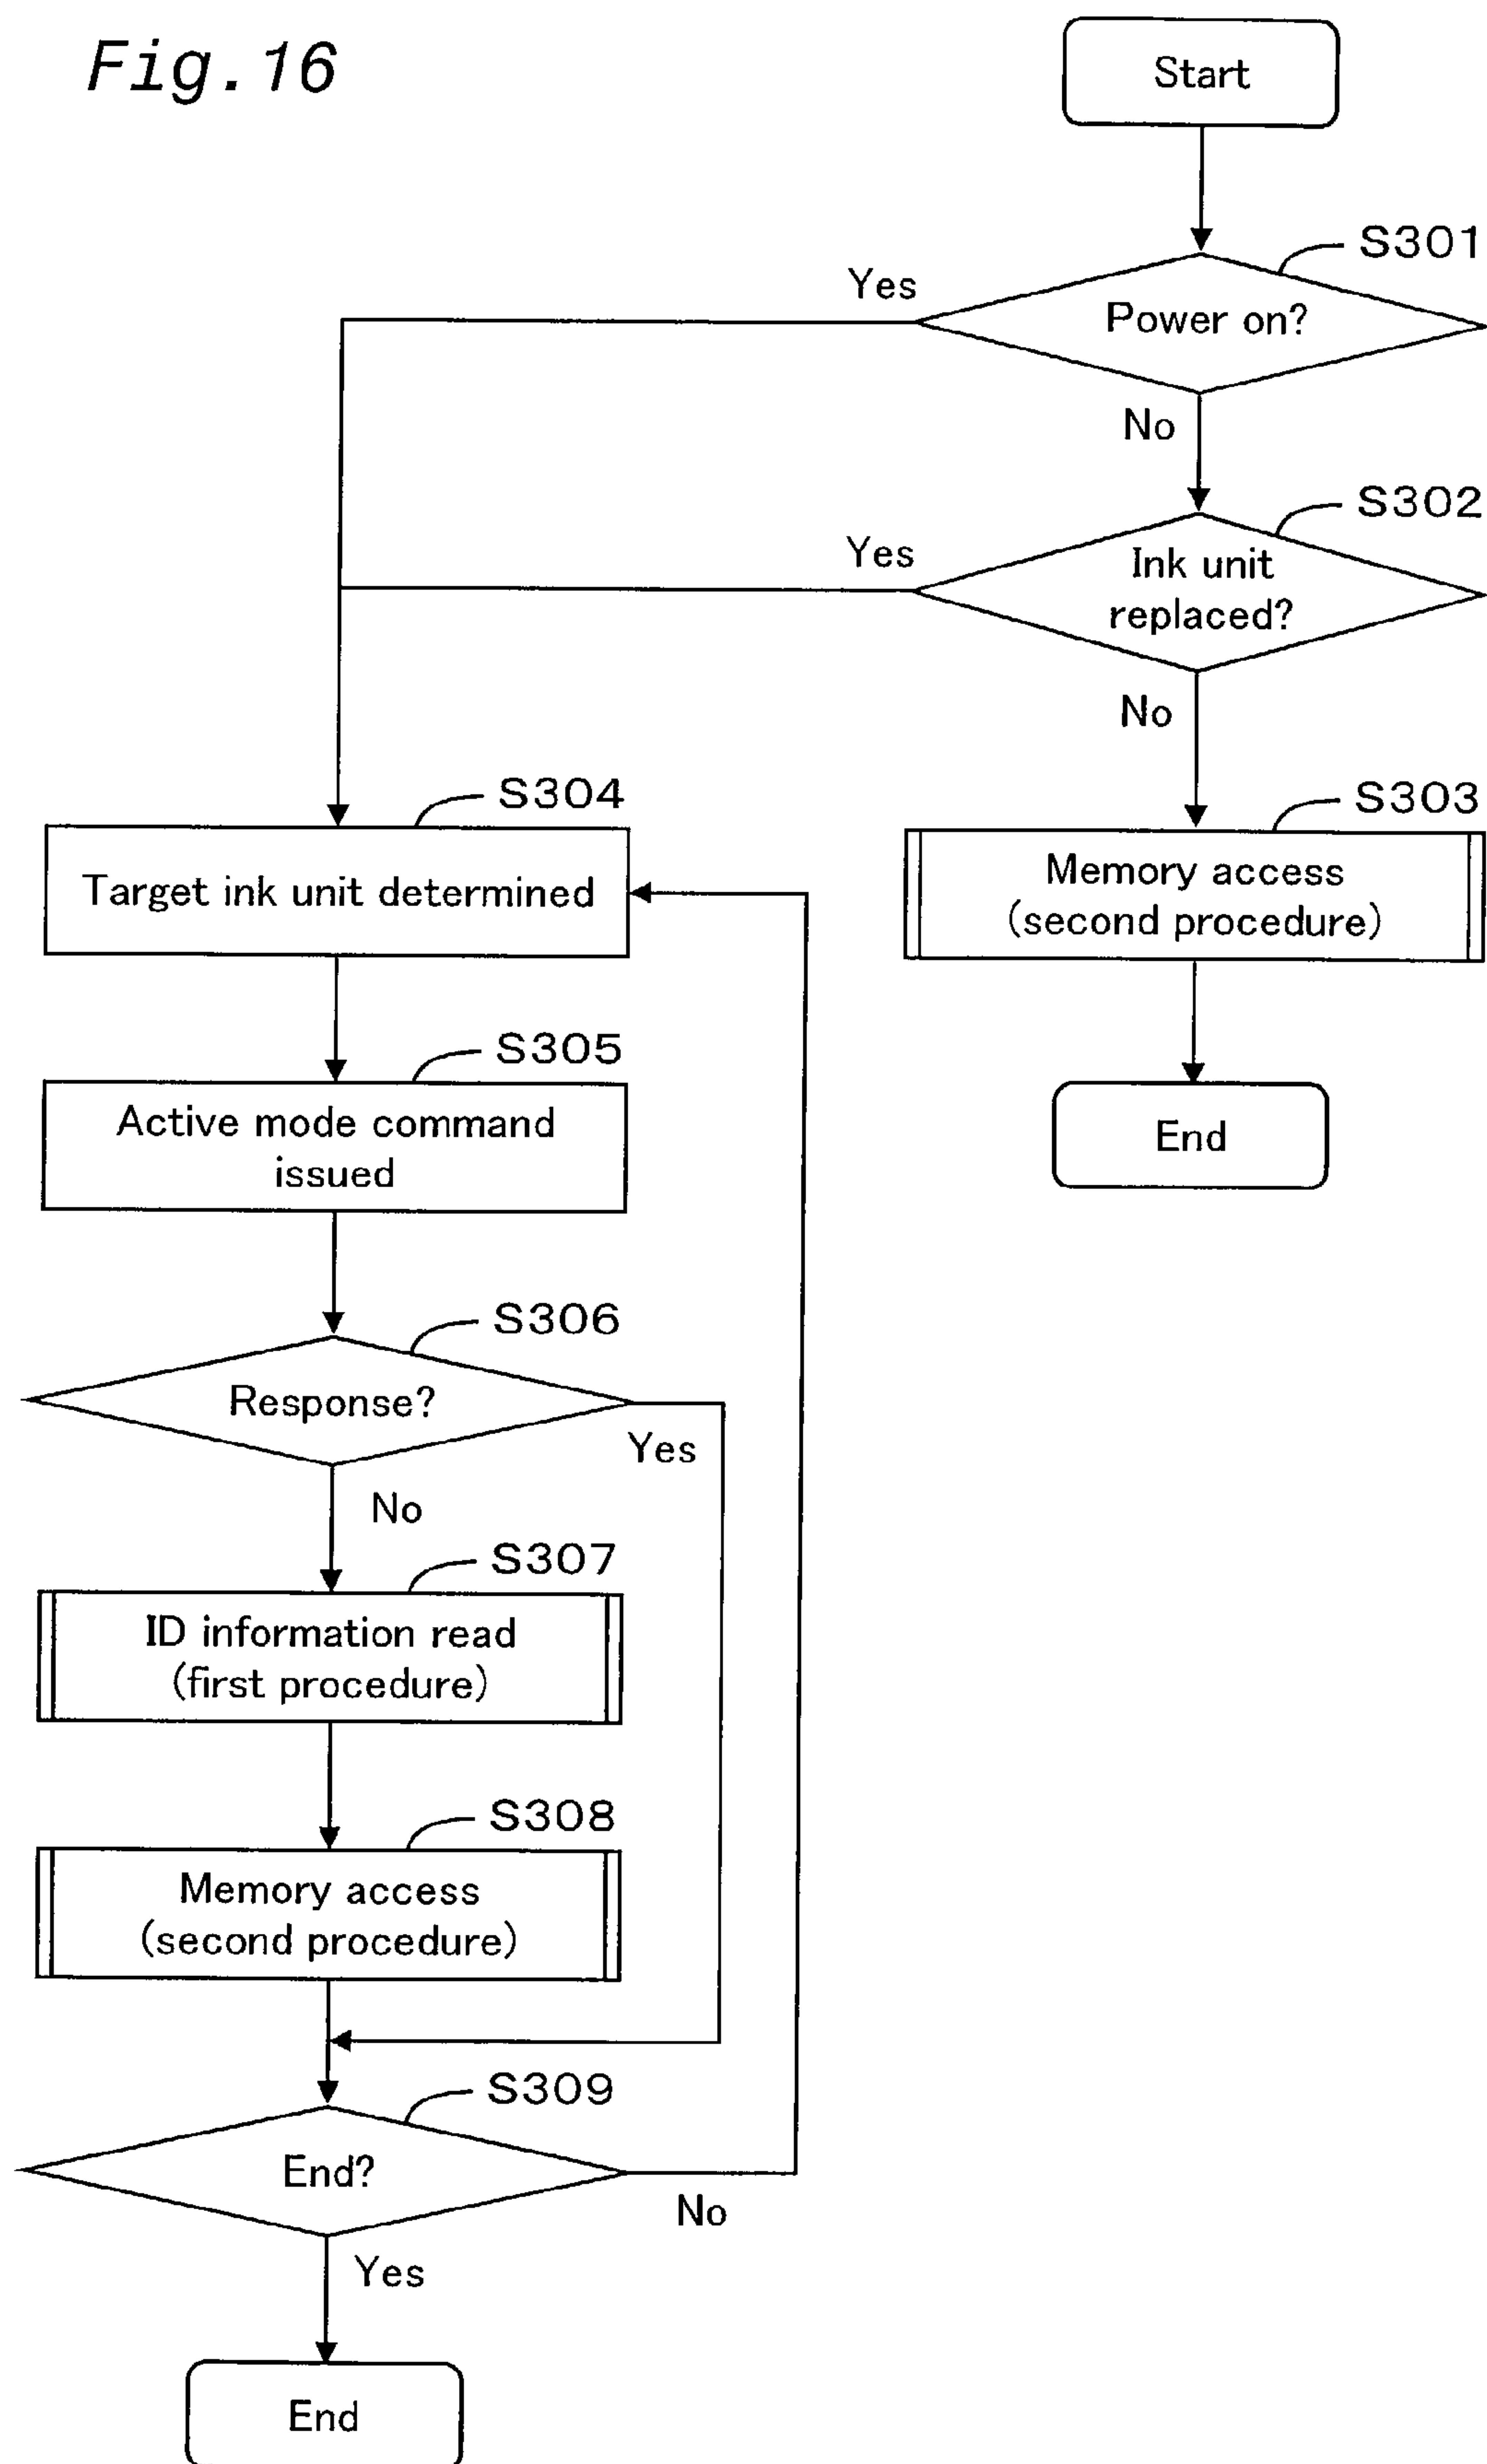 Fig.16
Start
S301
Yes
Power on?
No
S302
Yes
Ink unit
replaced?
No
S304
S303
Target ink unit determined
Memory access
(second procedure)
S305
Active mode command
issued
End
S306
Response?
Yes
No
S307
ID information read
(first procedure)
S308
Memory access
(second procedure)
S309
End?
No
Yes
End